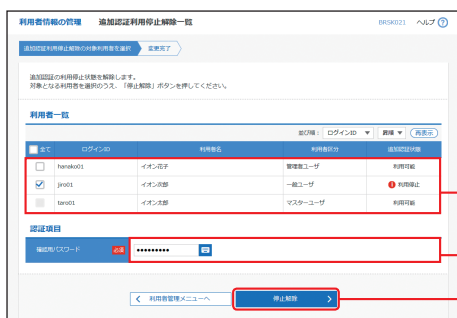 利用者情報の管理 追加認証利用停止解除一覧 BRSK021 ヘルプ ?
追加認証利用停止解除の対象利用者を選択 変更完了
追加認証の利用停止状態を解除します。
対象となる利用者を選択のうえ、「停止解除」ボタンを押してください。
利用者一覧
並び順： ログインID ▼ 昇順 ▼ 再表示
全て ログインID 利用者名 利用者区分 追加認証状態
hanako01 イオン花子 管理者ユーザ 利用可能
jiro01 イオン次郎 一般ユーザ 利用停止
taro01 イオン太郎 マスターユーザ 利用可能
認証項目
確認用パスワード 必須 •••••••••
利用者管理メニューへ 停止解除